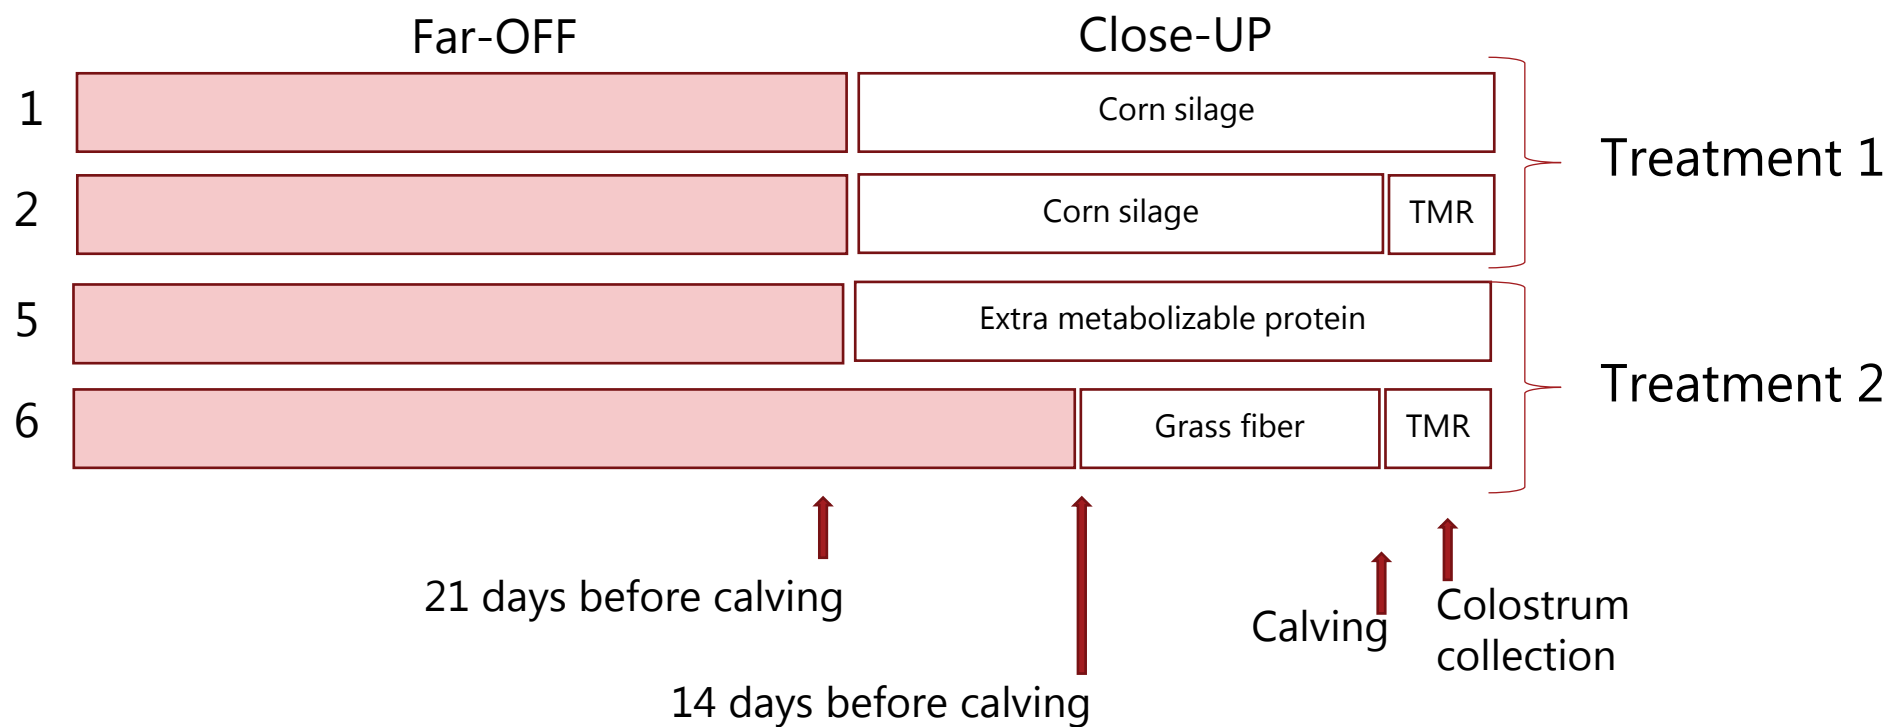 Far-OFF
Close-UP
1
Corn silage
Treatment 1
2
Corn silage
TMR
5
Extra metabolizable protein
Treatment 2
6
Grass fiber
TMR
21 days before calving
Calving
Colostrum
collection
14 days before calving